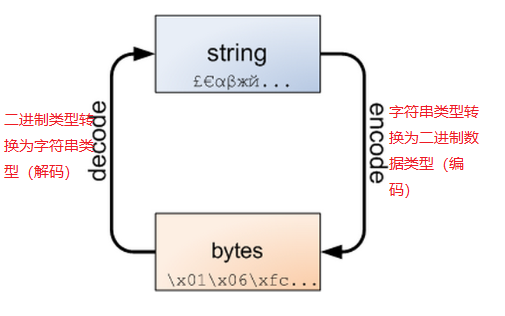 string
£Єαβжй...
二进制类型转
换为字符串类
型（解码）
decode
encode
字符串类型转
换为二进制数
据类型（编
码）
bytes
\x01\x06\xfc...